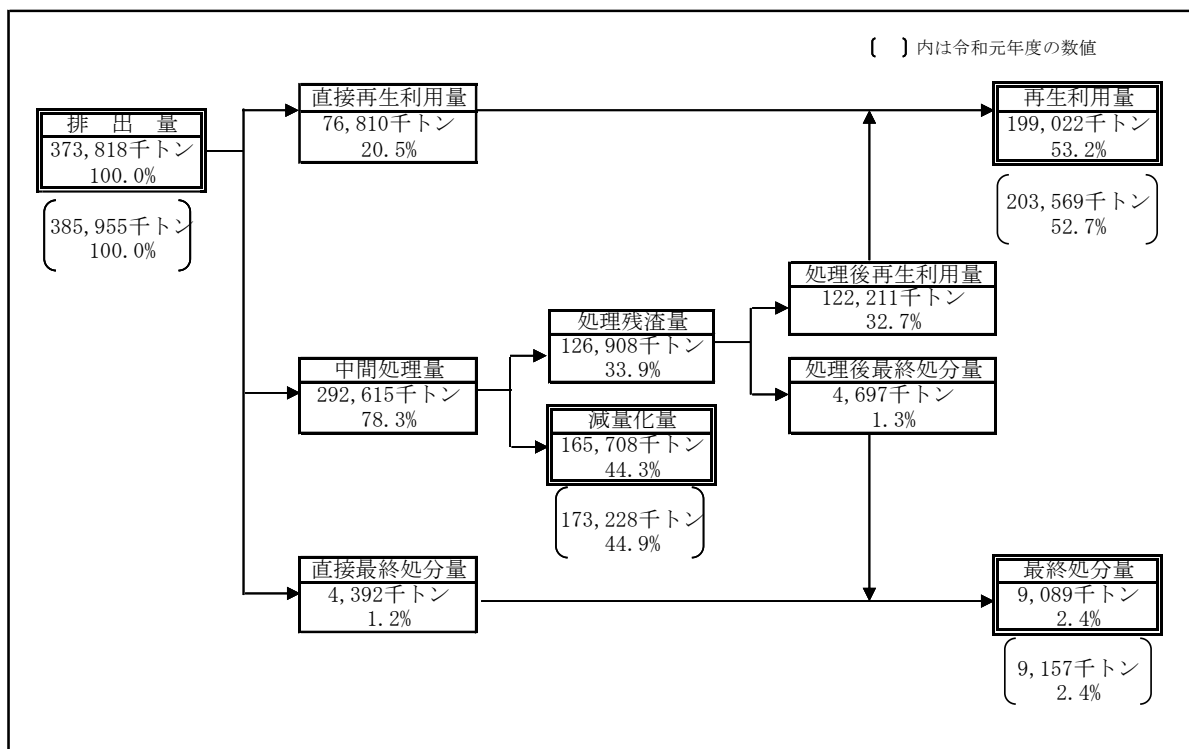 〔　〕内は令和元年度の数値
排　出　量
373,818千トン
100.0%
385,955千トン
100.0%
直接再生利用量
76,810千トン
20.5%
再生利用量
199,022千トン
53.2%
203,569千トン
52.7%
中間処理量
292,615千トン
78.3%
処理残渣量
126,908千トン
33.9%
減量化量
165,708千トン
44.3%
173,228千トン
44.9%
処理後再生利用量
122,211千トン
32.7%
処理後最終処分量
4,697千トン
1.3%
直接最終処分量
4,392千トン
1.2%
最終処分量
9,089千トン
2.4%
9,157千トン
2.4%